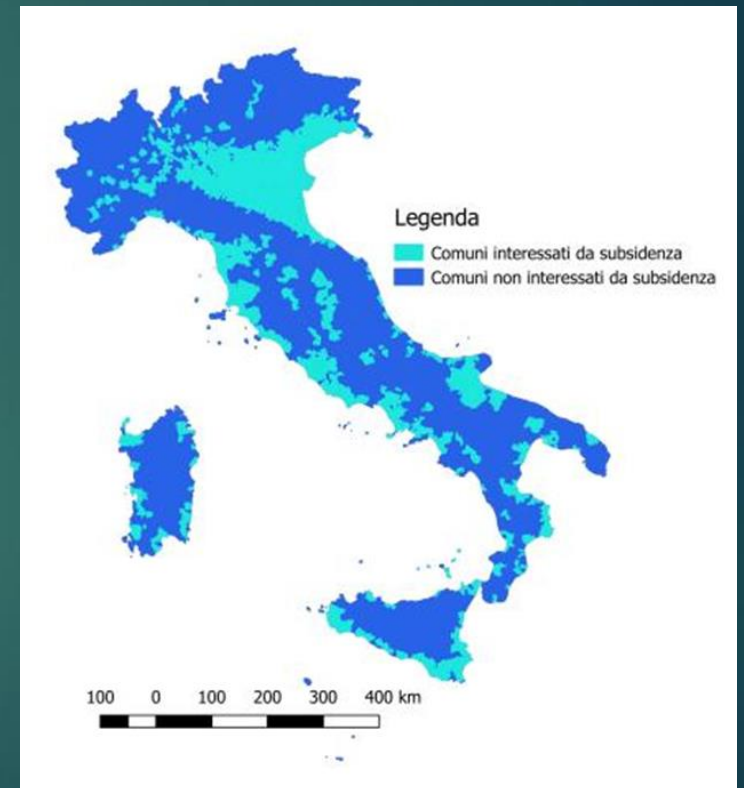 Legenda
Comuni interessati da subsidenza
Comuni non interessati da subsidenza
100 0 100 200 300 400 km